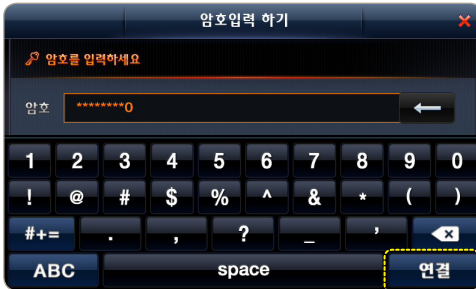 암호입력 하기
암호를 입력하세요
암호 ********0
1 2 3 4 5 6 7 8 9 0
! @ # $ % ^ & * ( )
#+= . , ? _ '
ABC space 연결